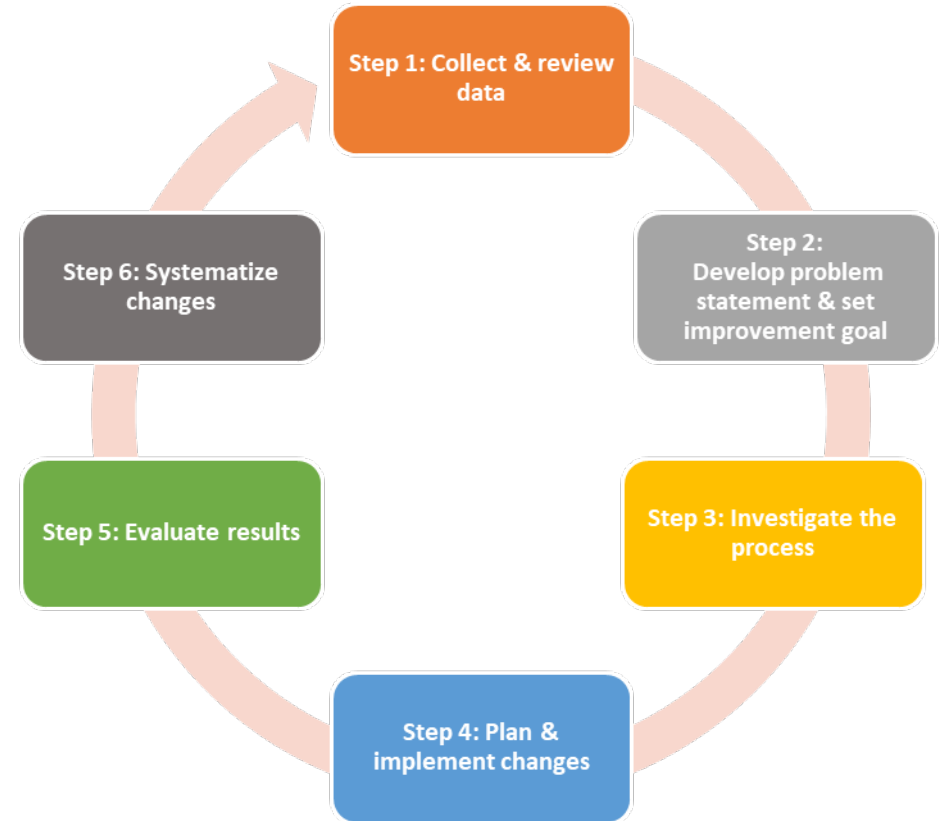 Step 1: Collect & review
data
Step 2:
Develop problem
statement & set
improvement goal
Step 3: Investigate the
process
Step 4: Plan &
implement changes
Step 5: Evaluate results
Step 6: Systematize
changes